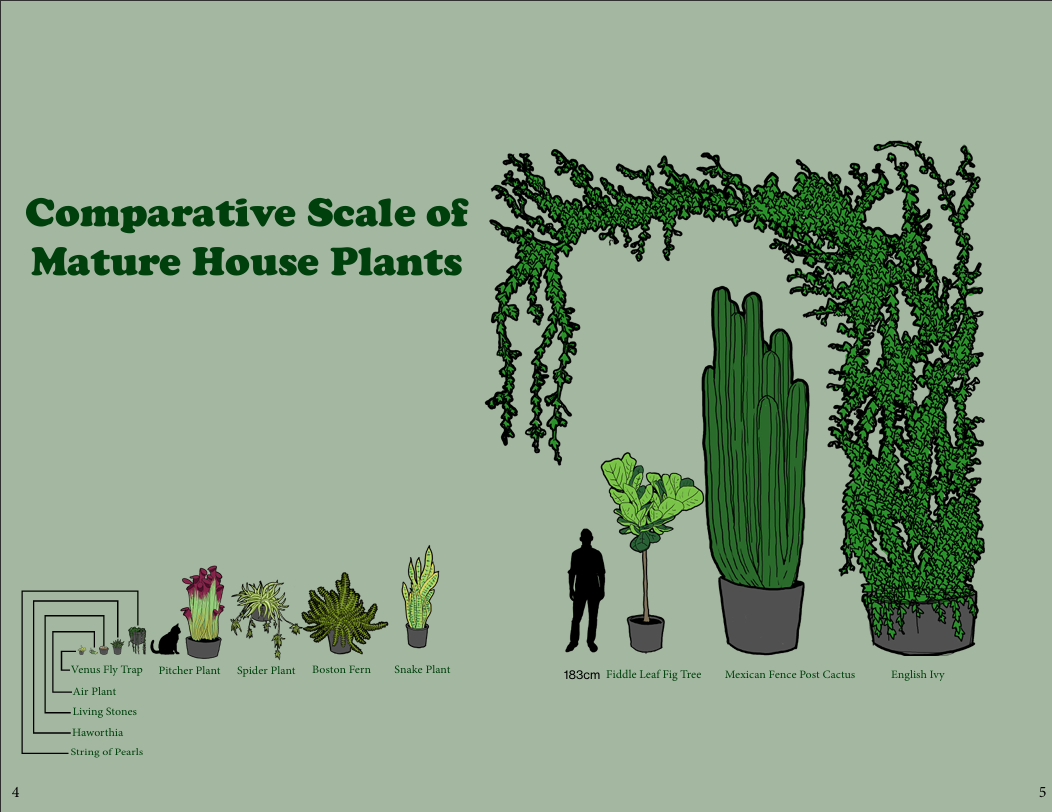 Comparative Scale of
Mature House Plants
Venus Fly Trap
Pitcher Plant
Spider Plant
Boston Fern
Snake Plant
183cm
Fiddle Leaf Fig Tree
Mexican Fence Post Cactus
English Ivy
Air Plant
Living Stones
Haworthia
String of Pearls
4
5